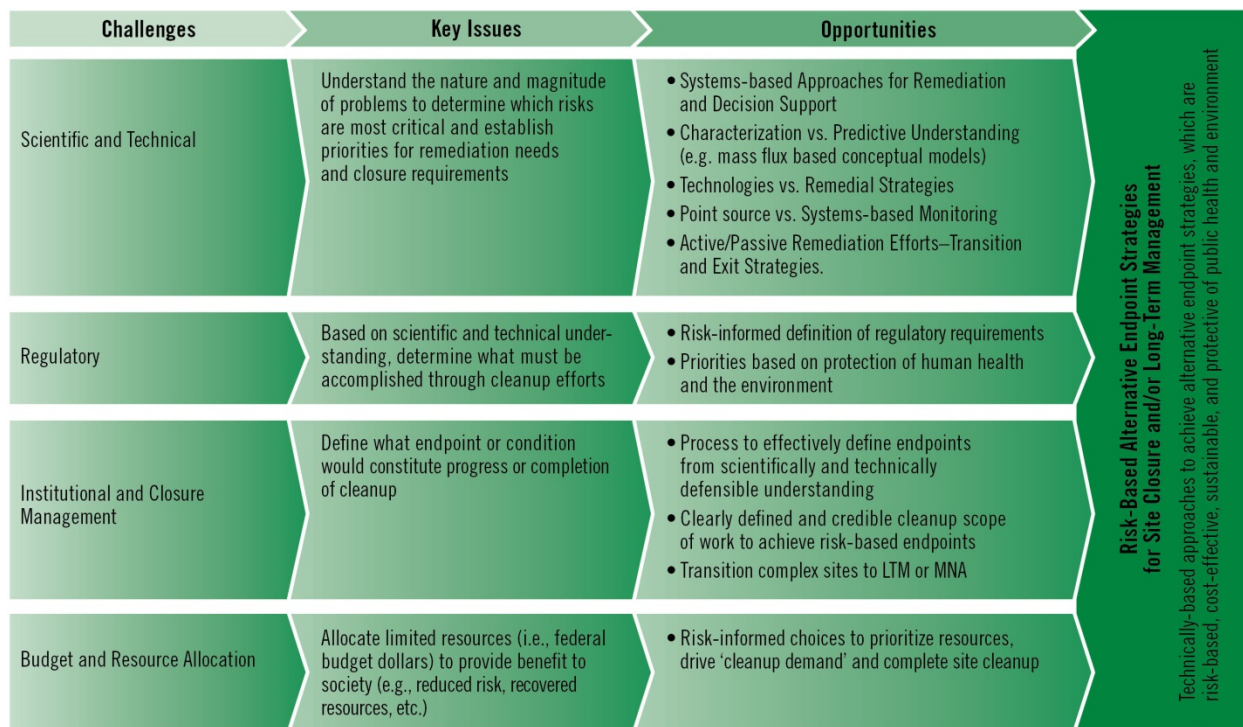 Challenges
Key Issues
Opportunities
Scientific and Technical
Understand the nature and magnitude
of problems to determine which risks
are most critical and establish
priorities for remediation needs
and closure requirements
• Systems-based Approaches for Remediation
and Decision Support
• Characterization vs. Predictive Understanding
(e.g. mass flux based conceptual models)
• Technologies vs. Remedial Strategies
• Point source vs. Systems-based Monitoring
• Active/Passive Remediation Efforts–Transition
and Exit Strategies.
Regulatory
Based on scientific and technical under-
standing, determine what must be
accomplished through cleanup efforts
• Risk-informed definition of regulatory requirements
• Priorities based on protection of human health
and the environment
Institutional and Closure
Management
Define what endpoint or condition
would constitute progress or completion
of cleanup
• Process to effectively define endpoints
from scientifically and technically
defensible understanding
• Clearly defined and credible cleanup scope
of work to achieve risk-based endpoints
• Transition complex sites to LTM or MNA
Budget and Resource Allocation
Allocate limited resources (i.e., federal
budget dollars) to provide benefit to
society (e.g., reduced risk, recovered
resources, etc.)
• Risk-informed choices to prioritize resources,
drive ‘cleanup demand’ and complete site cleanup
Risk-Based Alternative Endpoint Strategies
for Site Closure and/or Long-Term Management
Technically-based approaches to achieve alternative endpoint strategies, which are
risk-based, cost-effective, sustainable, and protective of public health and environment